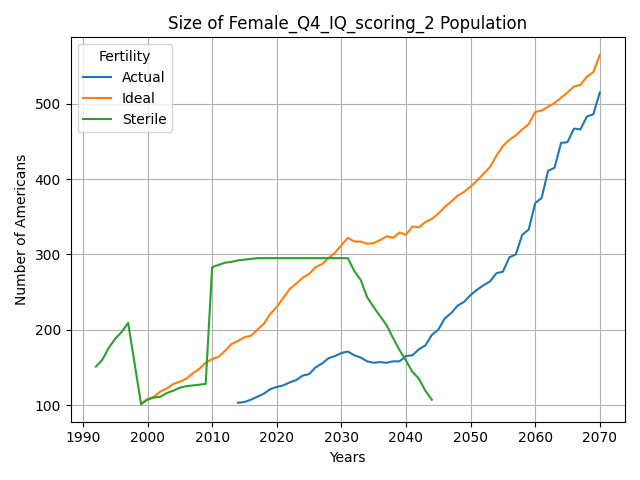 Size of Female_Q4_IQ_scoring_2 Population
Fertility
Actual
Ideal
Sterile
Number of Americans
500
400
300
200
100
1990 2000 2010 2020 2030 2040 2050 2060 2070
Years